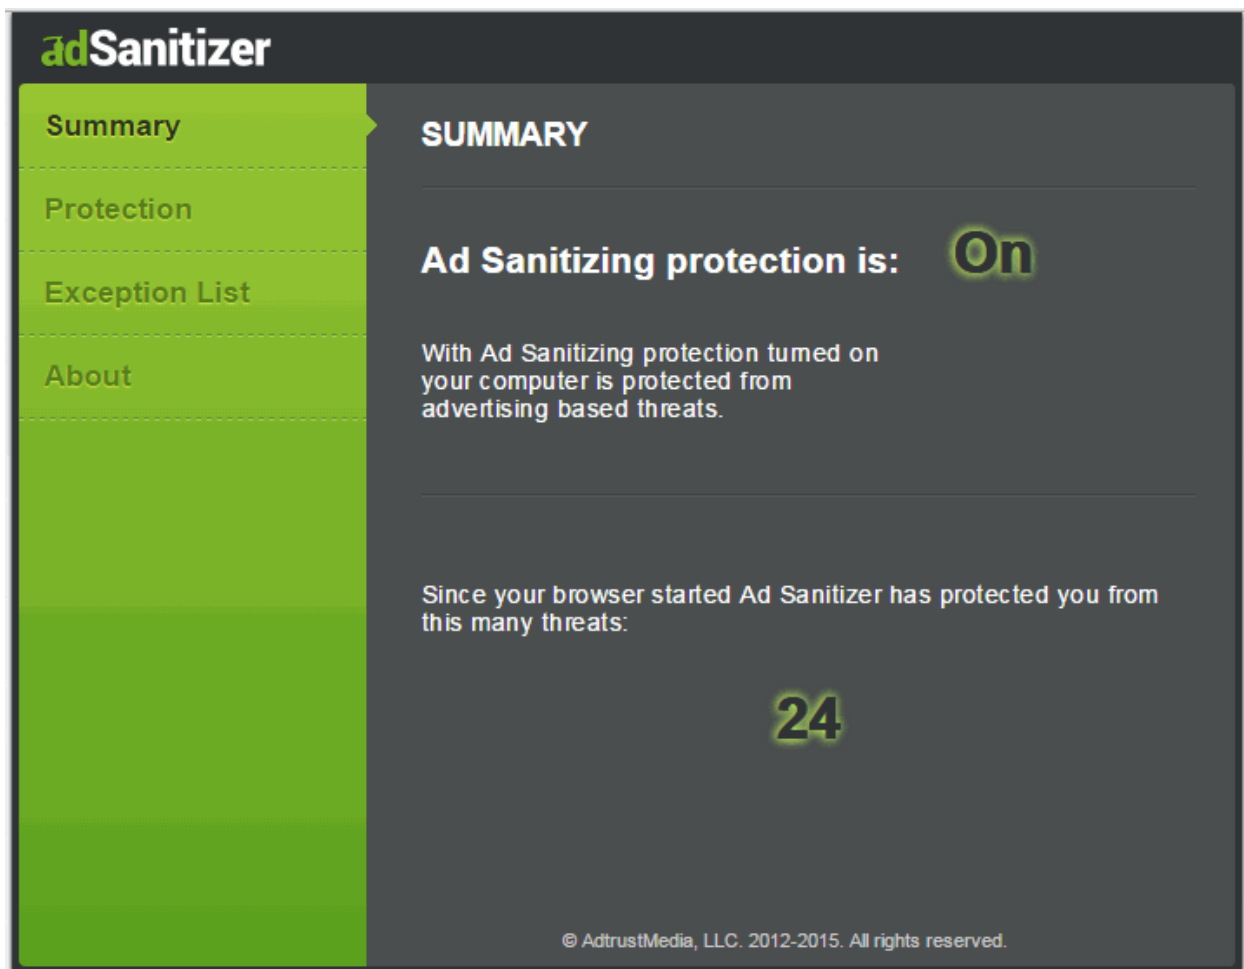 adSanitizer
Summary
Protection
Exception List
About
SUMMARY
Ad Sanitizing protection is: On
With Ad Sanitizing protection turned on
your computer is protected from
advertising based threats.
Since your browser started Ad Sanitizer has protected you from
this many threats:
24
© AdtrustMedia, LLC. 2012-2015. All rights reserved.